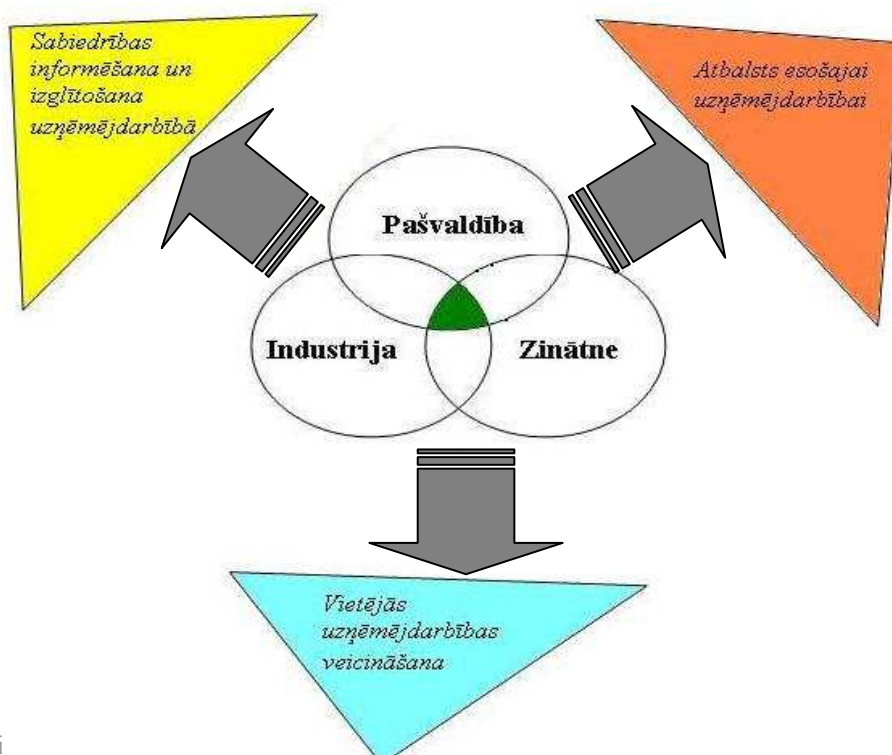 Sabiedrības
informēšana un
izglītošana
uzņēmējdarbībā
Atbalsts esošajai
uzņēmējdarbībai
Pašvaldība
Industrija
Zinātne
Vietējās
uzņēmējdarbības
veicināšana
i